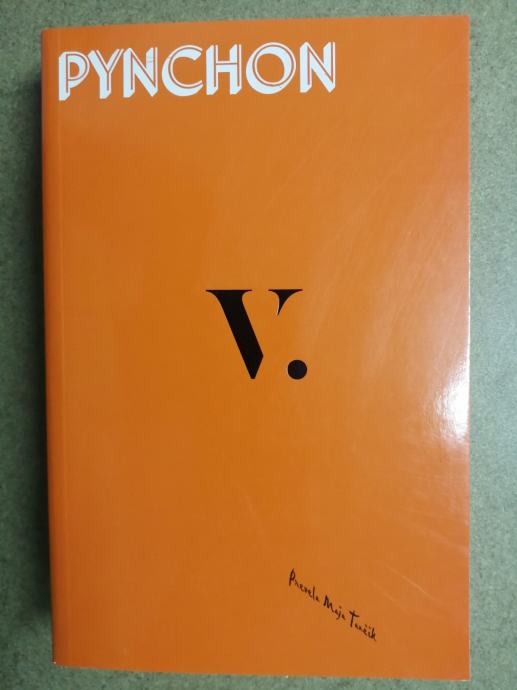 PYNCHON
V.
Prevela Maja Tančik